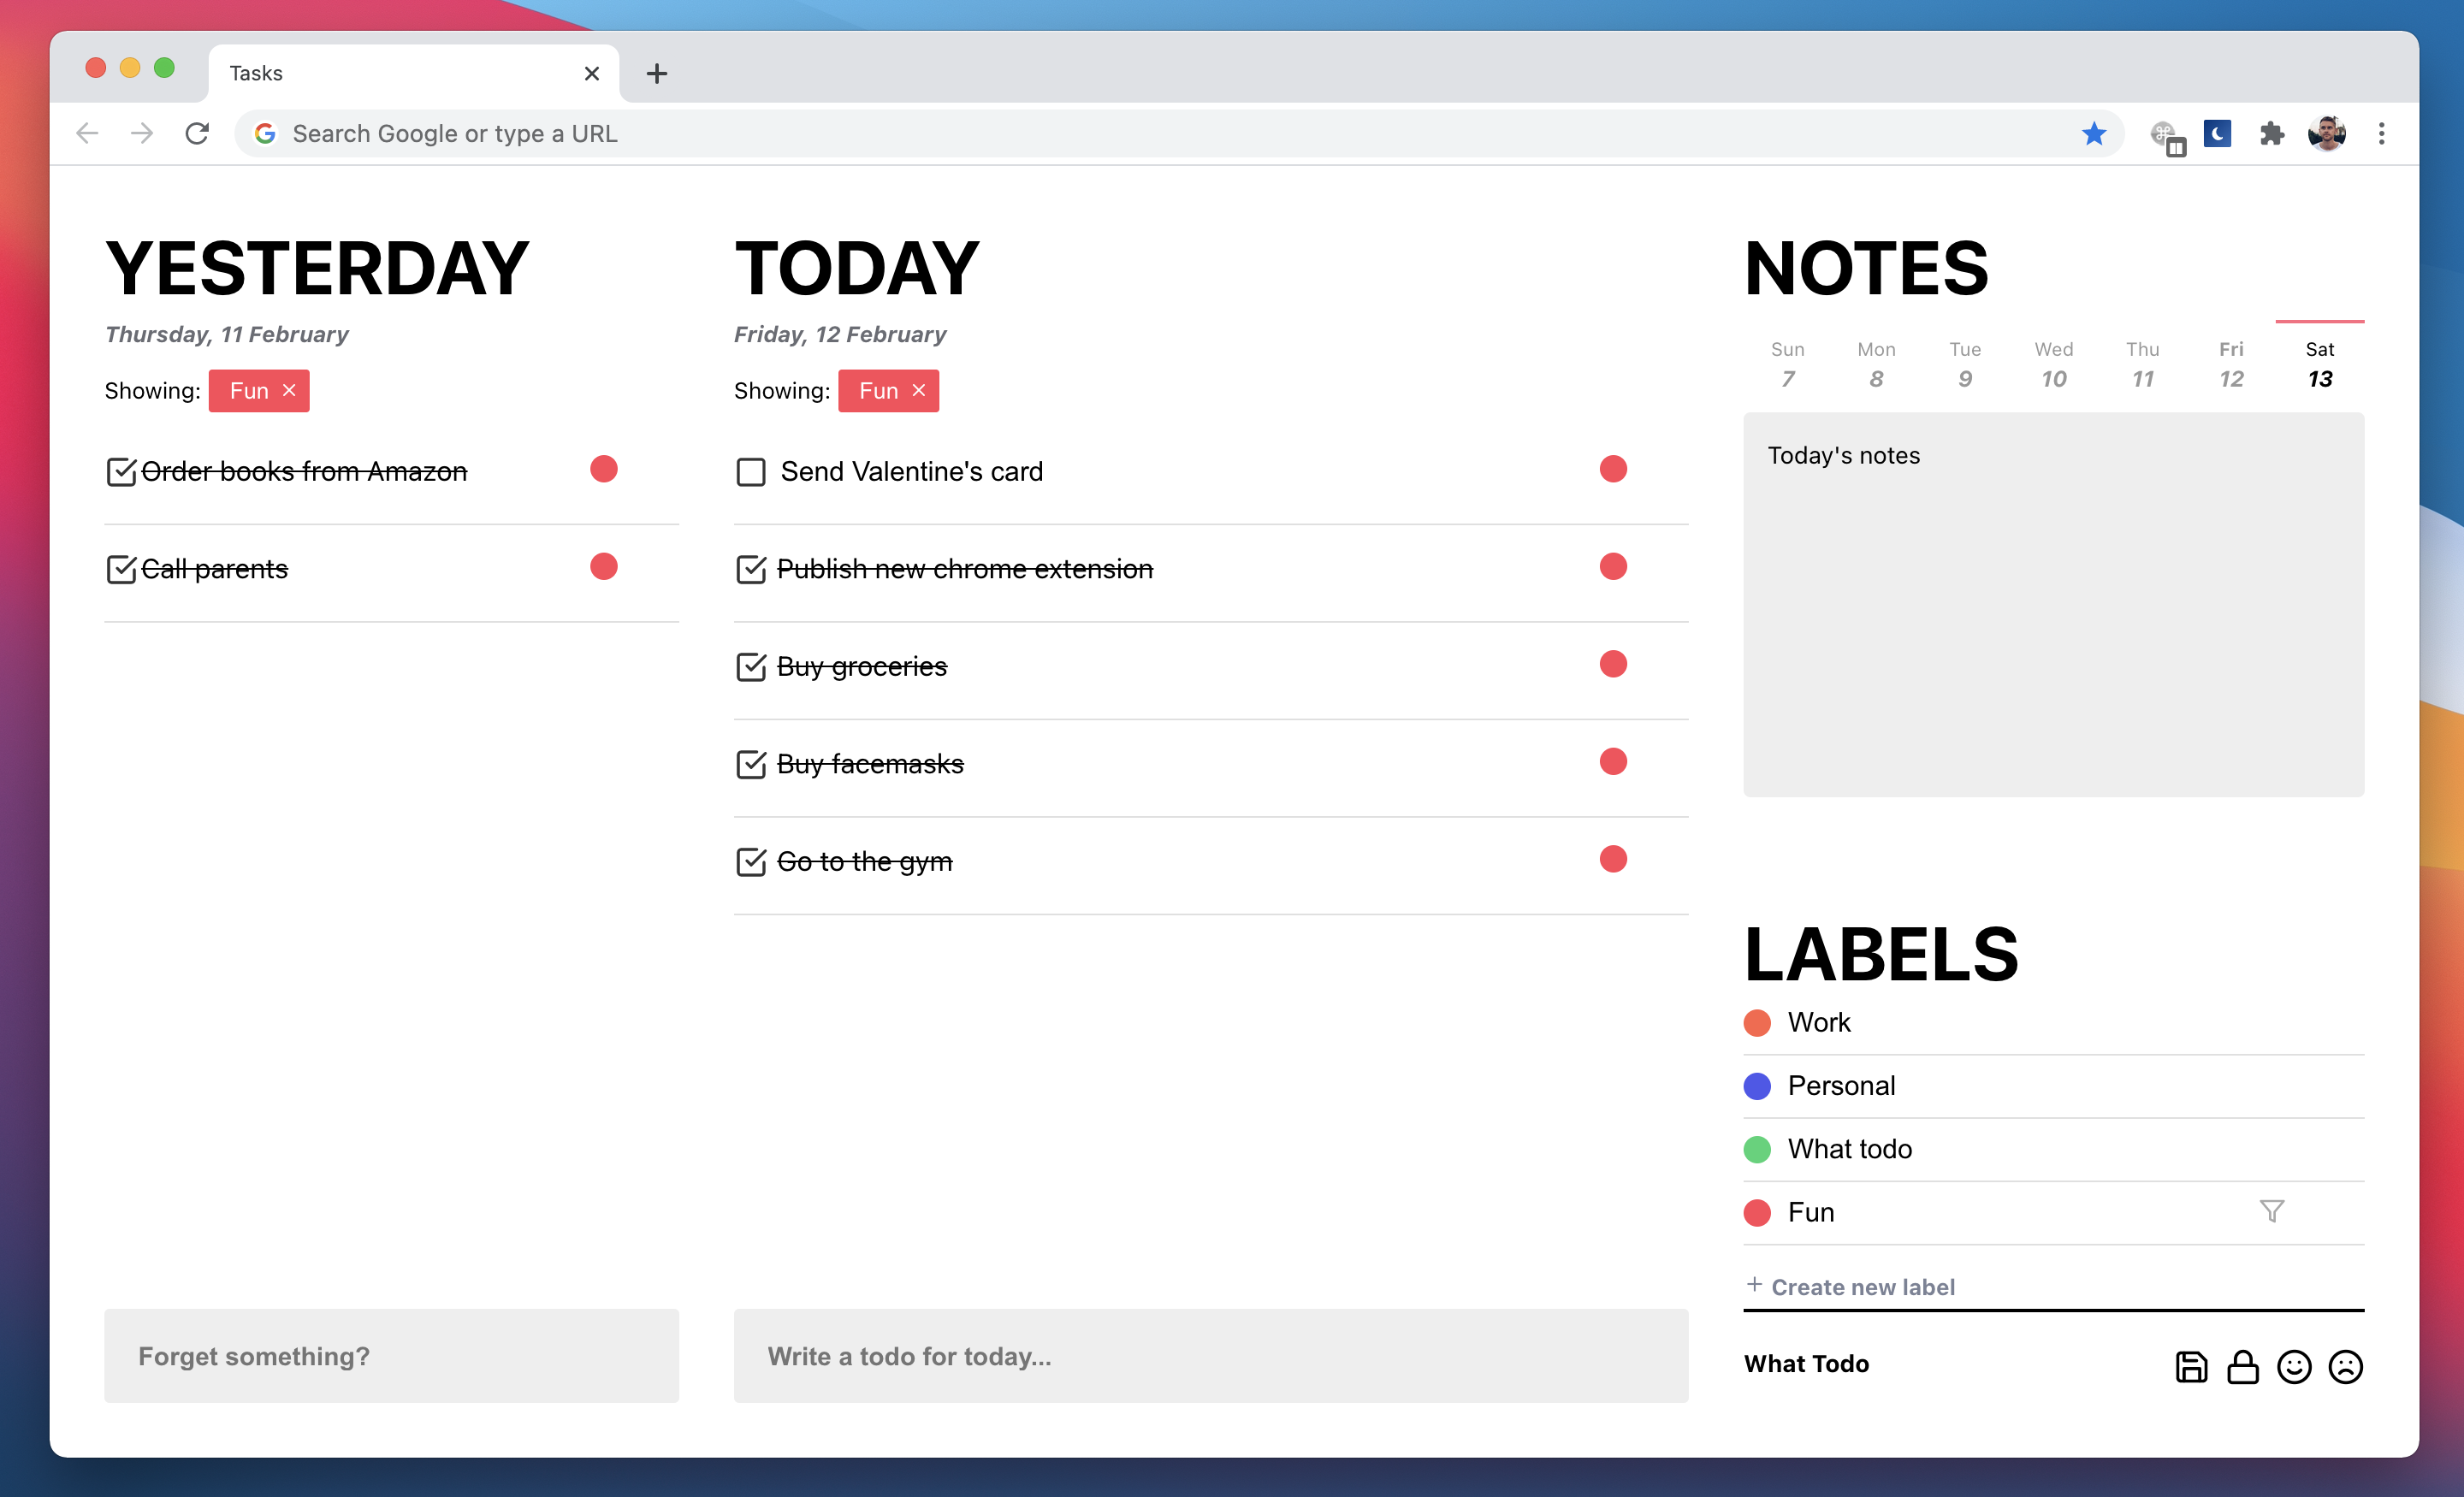 Tasks
Search Google or type a URL
YESTERDAY
Thursday, 11 February
Showing: Fun
Order books from Amazon
Call parents
Forget something?
TODAY
Friday, 12 February
Showing: Fun
Send Valentine's card
Publish new chrome extension
Buy groceries
Buy facemasks
Go to the gym
Write a todo for today...
NOTES
Sun Mon Tue Wed Thu Fri Sat
7 8 9 10 11 12 13
Today's notes
LABELS
Work
Personal
What todo
Fun
+ Create new label
What Todo